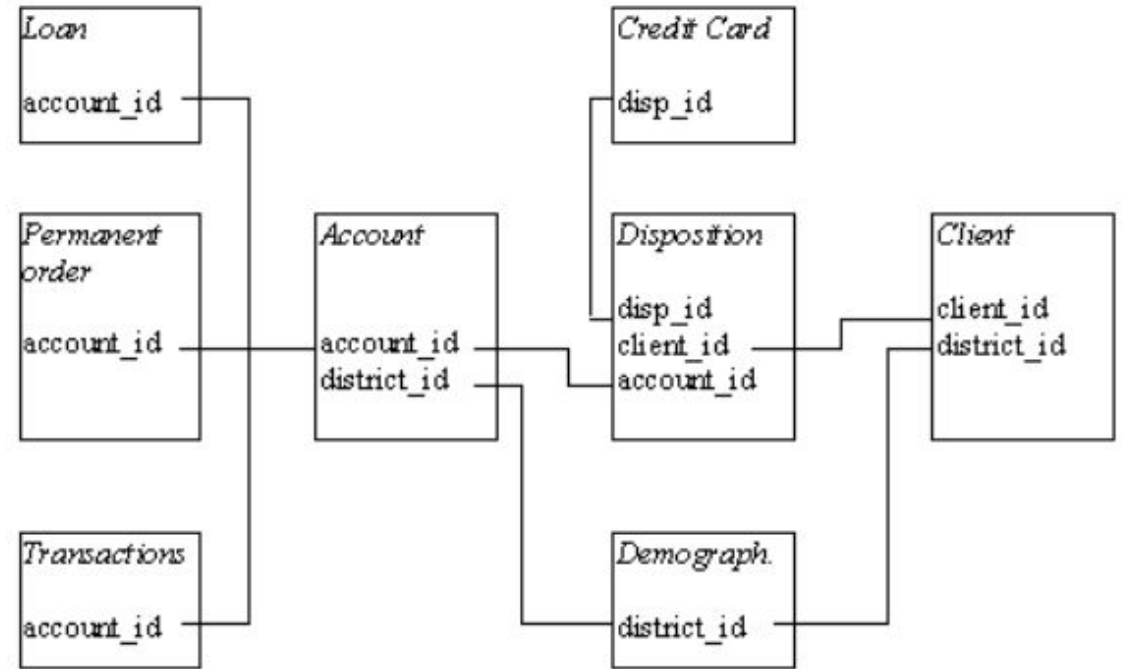 Loan
account_id
Credit Card
disp_id
Permanent
order
account_id
Account
account_id
district_id
Disposition
disp_id
client_id
account_id
Client
client_id
district_id
Transactions
account_id
Demograph.
district_id